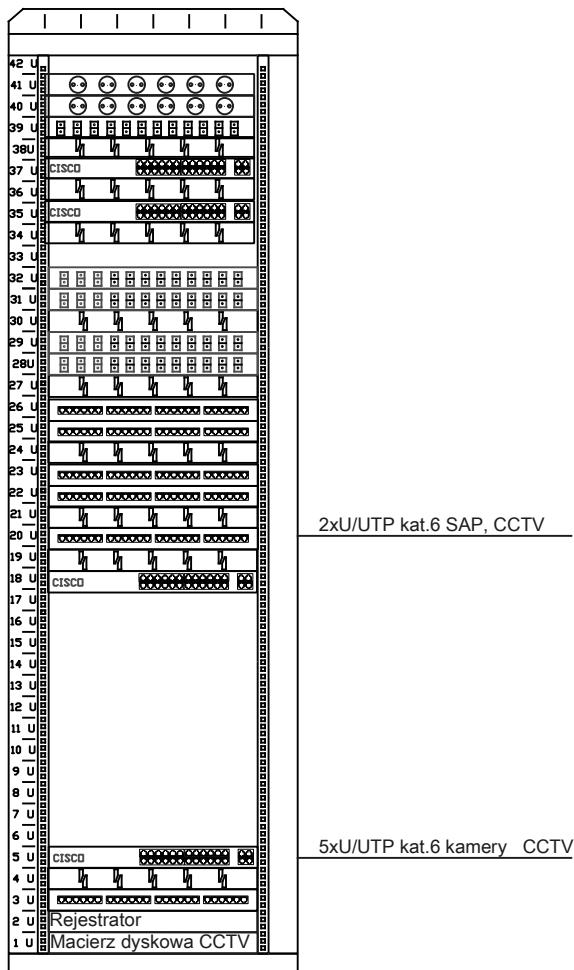 42 U
41 U
40 U
39 U
38U
37 U CISCO
36 U
35 U CISCO
34 U
33 U
32 U
31 U
30 U
29 U
28U
27 U
26 U
25 U
24 U
23 U
22 U
21 U
2xU/UTP kat.6 SAP, CCTV
20 U
19 U
18 U CISCO
17 U
16 U
15 U
14 U
13 U
12 U
11 U
10 U
9 U
8 U
7 U
6 U
5xU/UTP kat.6 kamery CCTV
5 U CISCO
4 U
3 U
2 U Rejestrator
1 U Macierz dyskowa CCTV